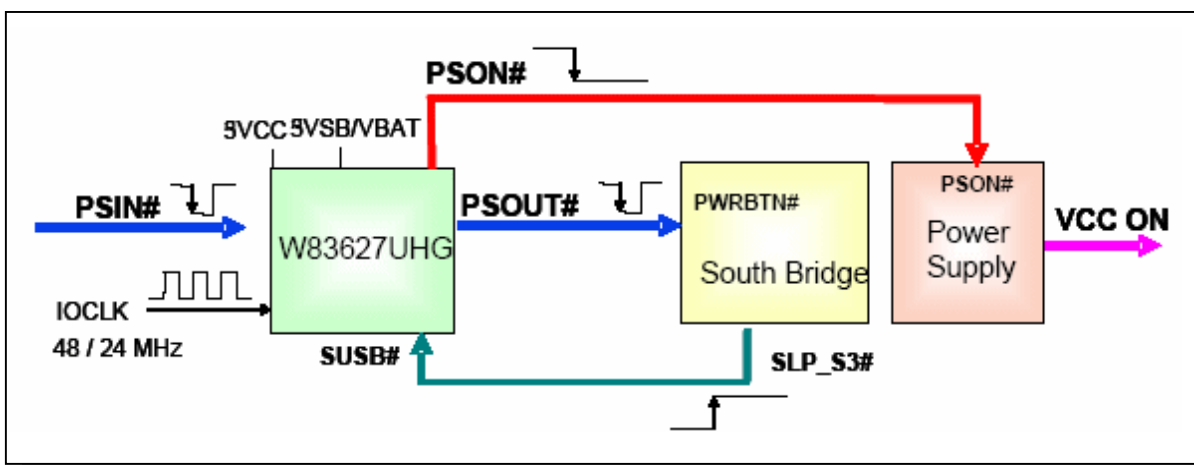 PSON#
5VCC 5VSB/VBAT
PSIN#
W83627UHG
PSOUT#
PWRBTN#
South Bridge
PSON#
Power
Supply
VCC ON
IOCLK
48 / 24 MHz
SUSB#
SLP_S3#